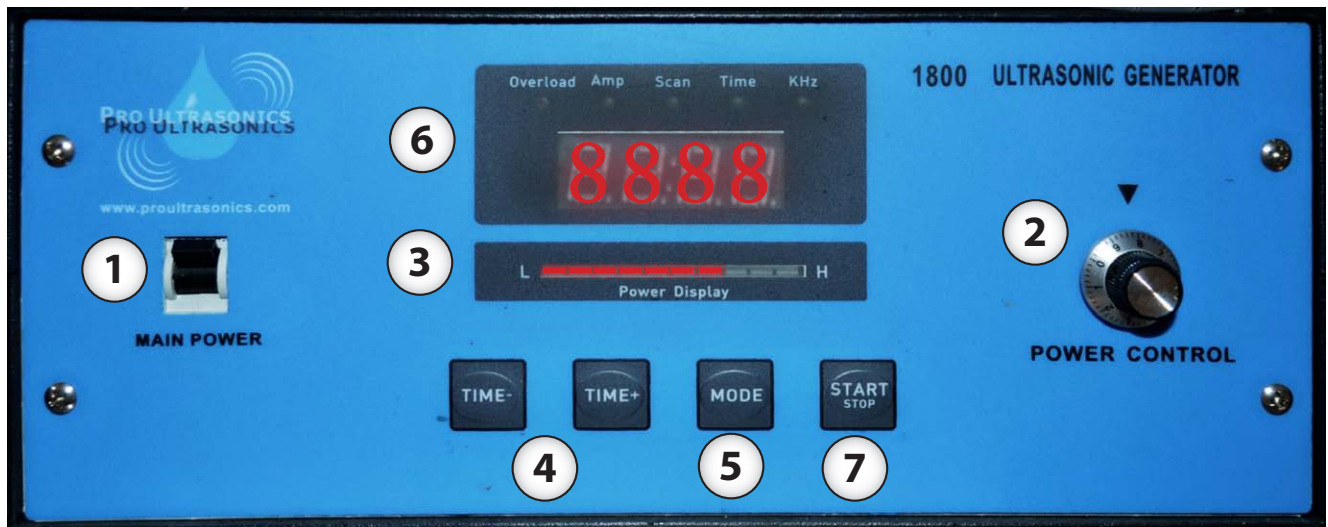 PRO ULTRASONICS
PRO ULTRASONICS
www.proultrasonics.com
1
MAIN POWER
6
Overload Amp Scan Time KHz
8888
3
L H
Power Display
TIME-
TIME+
MODE
START
STOP
4
5
7
1800 ULTRASONIC GENERATOR
2
POWER CONTROL